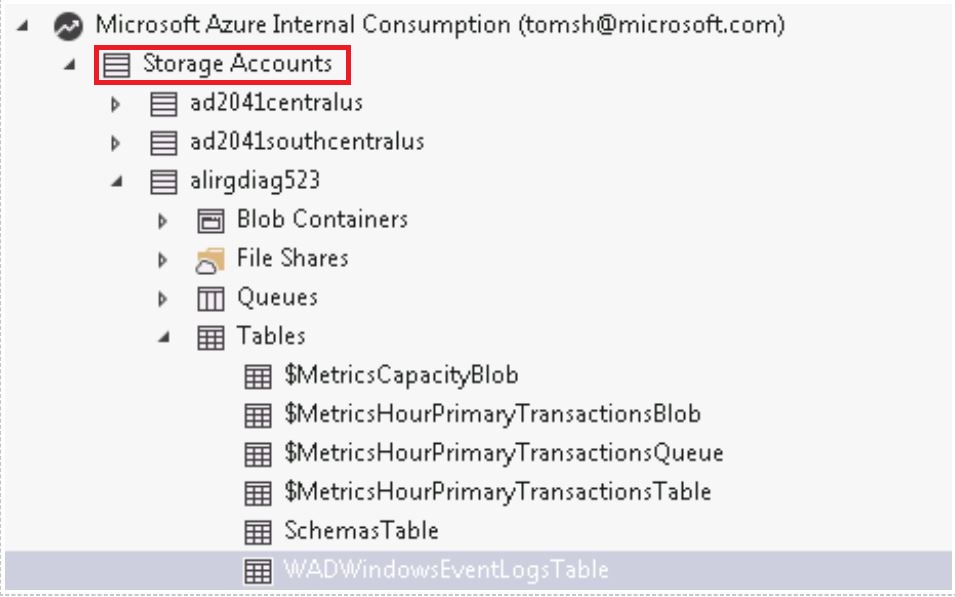 Microsoft Azure Internal Consumption (tomsh@microsoft.com)
Storage Accounts
ad2041centralus
ad2041southcentralus
alirgdiag523
Blob Containers
File Shares
Queues
Tables
$MetricsCapacityBlob
$MetricsHourPrimaryTransactionsBlob
$MetricsHourPrimaryTransactionsQueue
$MetricsHourPrimaryTransactionsTable
SchemasTable
WADWindowsEventLogsTable